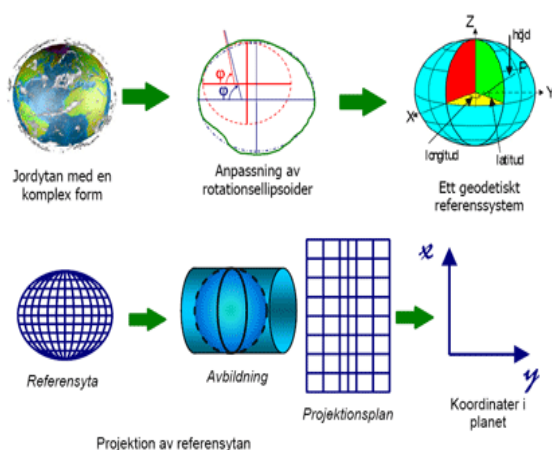 Jordytan med en
komplex form
φ
φ
Anpassning av
rotationsellipsoider
Z
höjd
P
Y
X
longitud
latitud
Ett geodetiskt
referenssystem
Referensyta
Avbildning
Projektionsplan
x
y
Koordinater i
planet
Projektion av referensytan